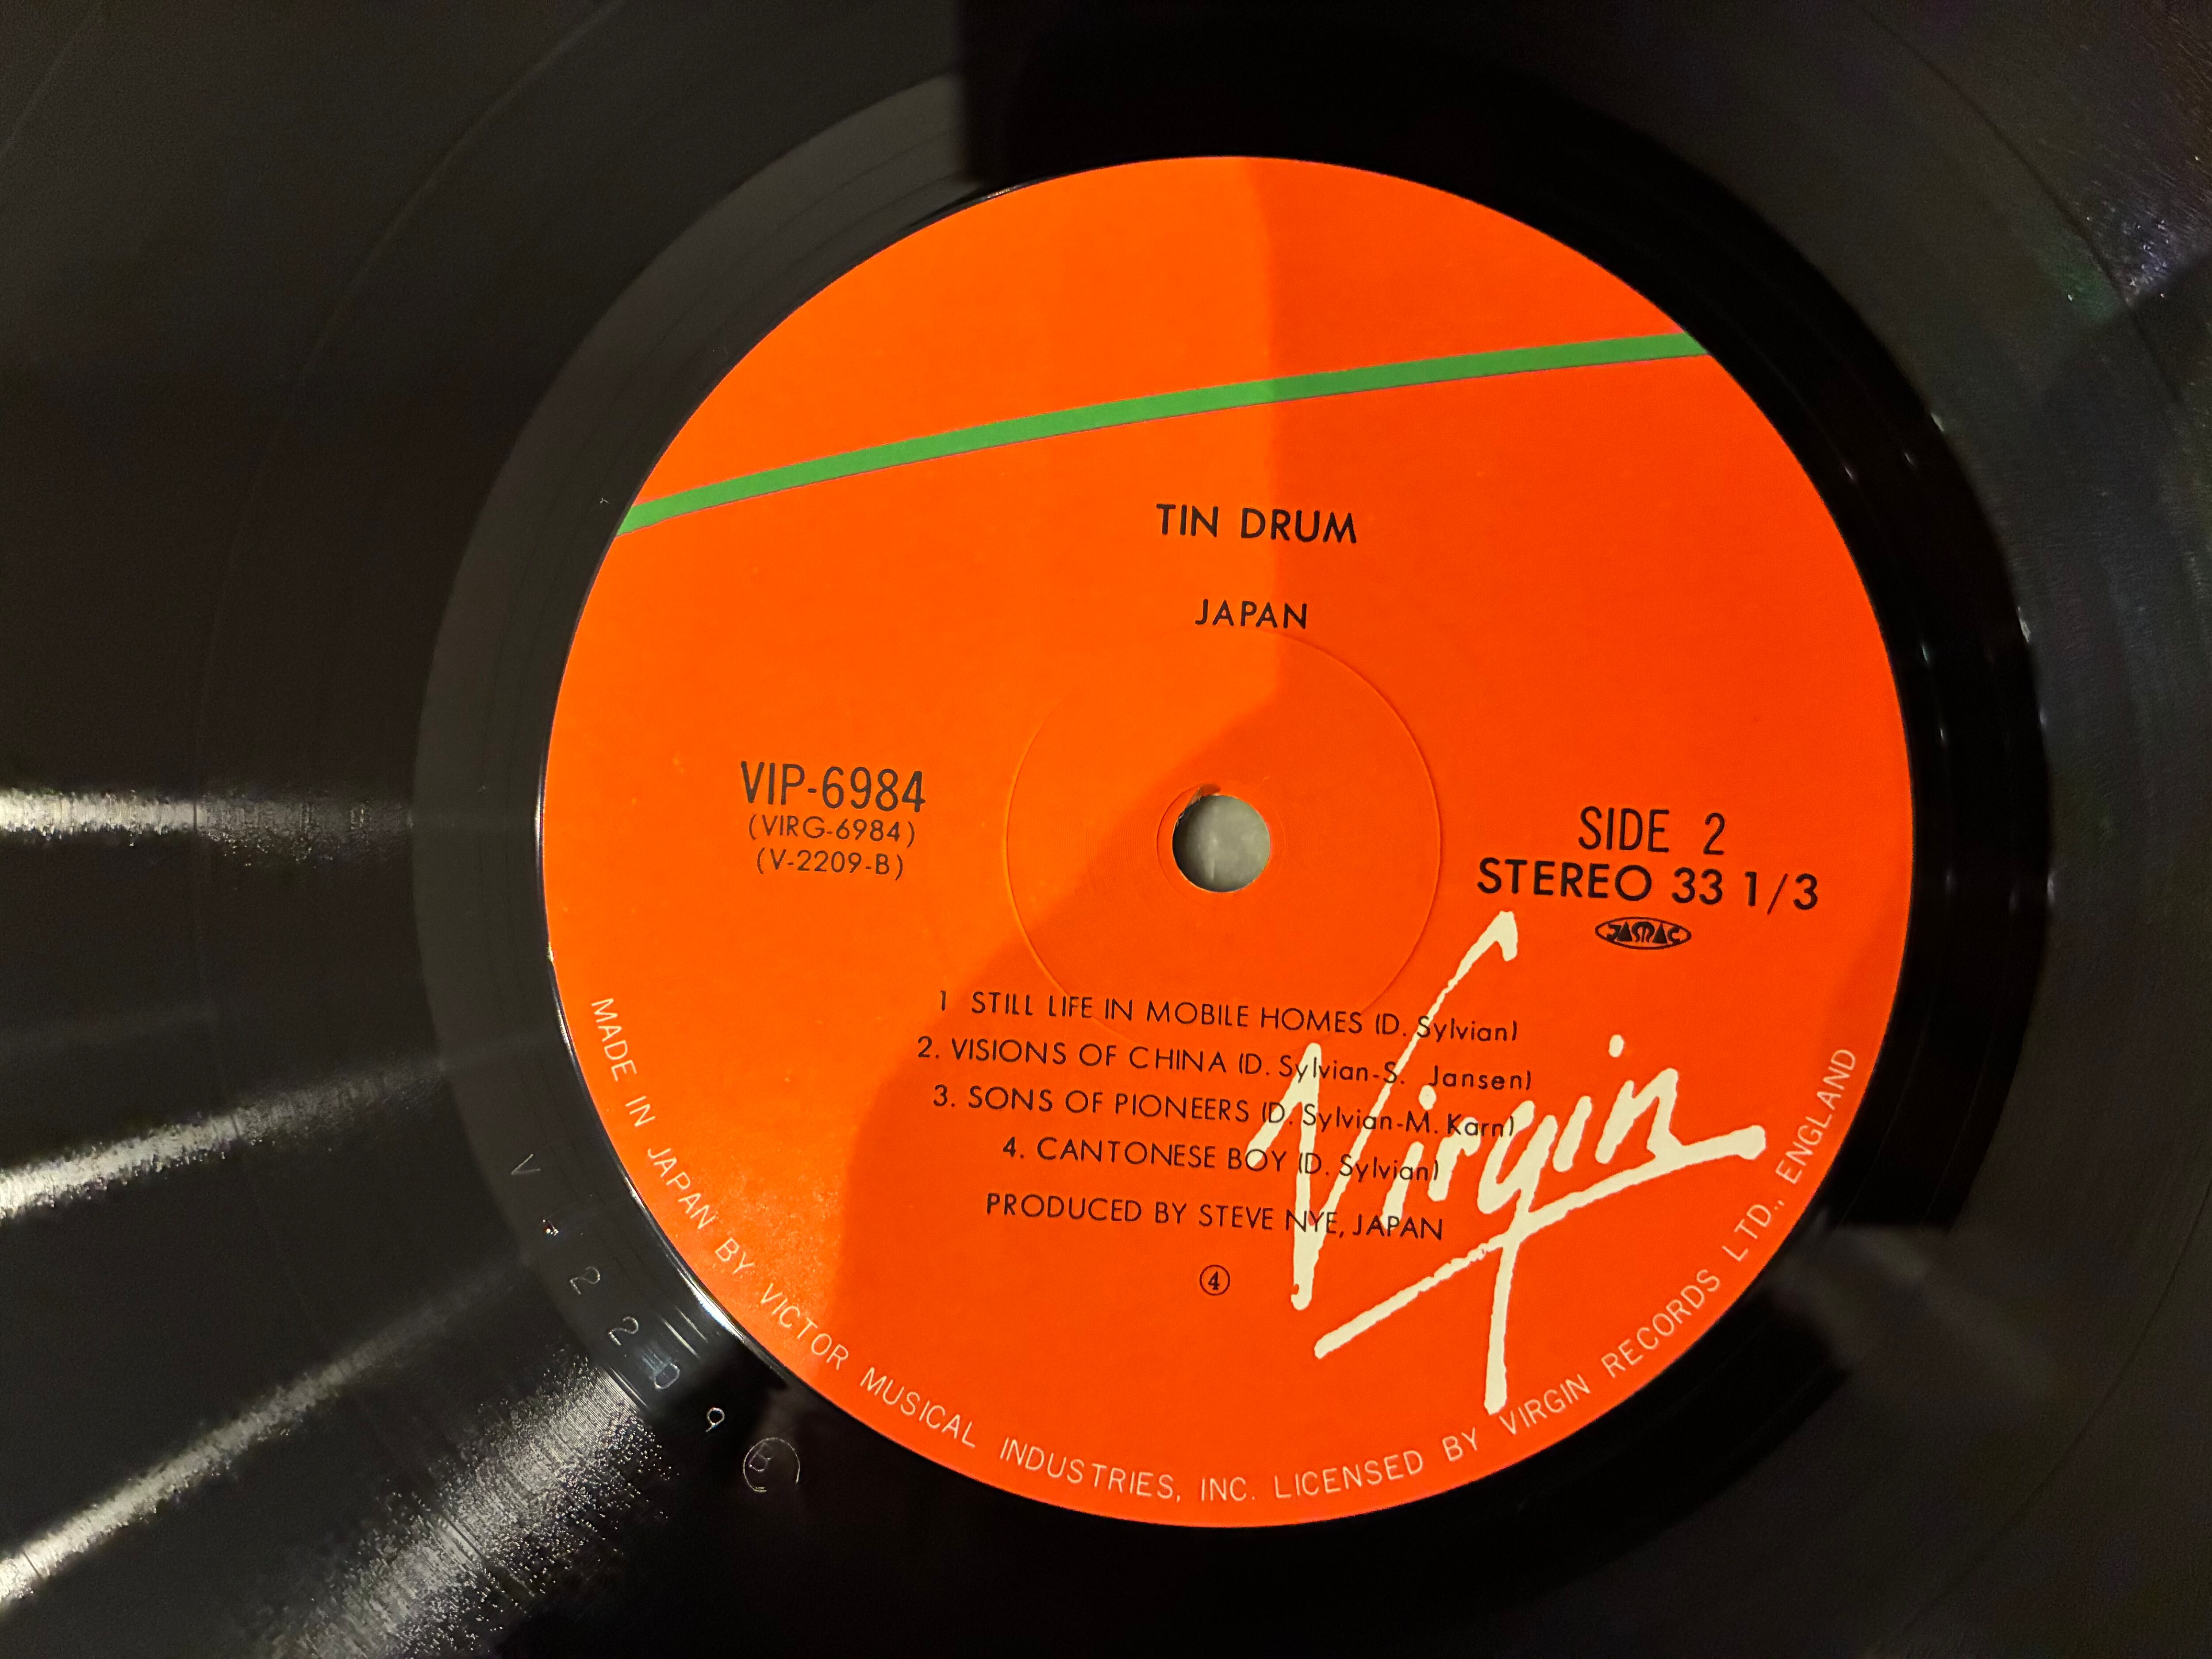 TIN DRUM
JAPAN
VIP-6984
(VIRG-6984)
(V-2209-B)
SIDE 2
STEREO 33 1/3
JASRAC
1 STILL LIFE IN MOBILE HOMES (D. Sylvian)
2. VISIONS OF CHINA (D. Sylvian-S. Jansen)
3. SONS OF PIONEERS (D. Sylvian-M. Karn)
4. CANTONESE BOY (D. Sylvian)
PRODUCED BY STEVE NYE, JAPAN
④
Virgin
MADE IN JAPAN BY VICTOR MUSICAL INDUSTRIES, INC. LICENSED BY VIRGIN RECORDS LTD., ENGLAND
V - 2209 Ⓑ